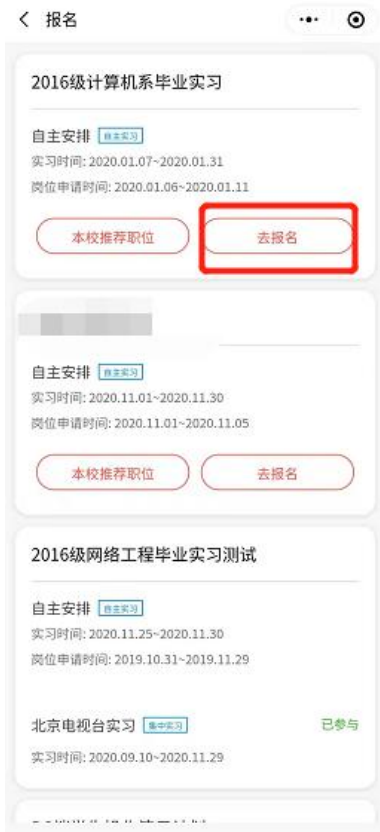 报名
2016级计算机系毕业实习
自主安排 自主实习
实习时间: 2020.01.07~2020.01.31
岗位申请时间: 2020.01.06~2020.01.11
本校推荐职位 去报名
自主安排 自主实习
实习时间: 2020.11.01~2020.11.30
岗位申请时间: 2020.11.01~2020.11.05
本校推荐职位 去报名
2016级网络工程毕业实习测试
自主安排 自主实习
实习时间: 2020.11.25~2020.11.30
岗位申请时间: 2019.10.31~2019.11.29
北京电视台实习 集中实习 已参与
实习时间: 2020.09.10~2020.11.29